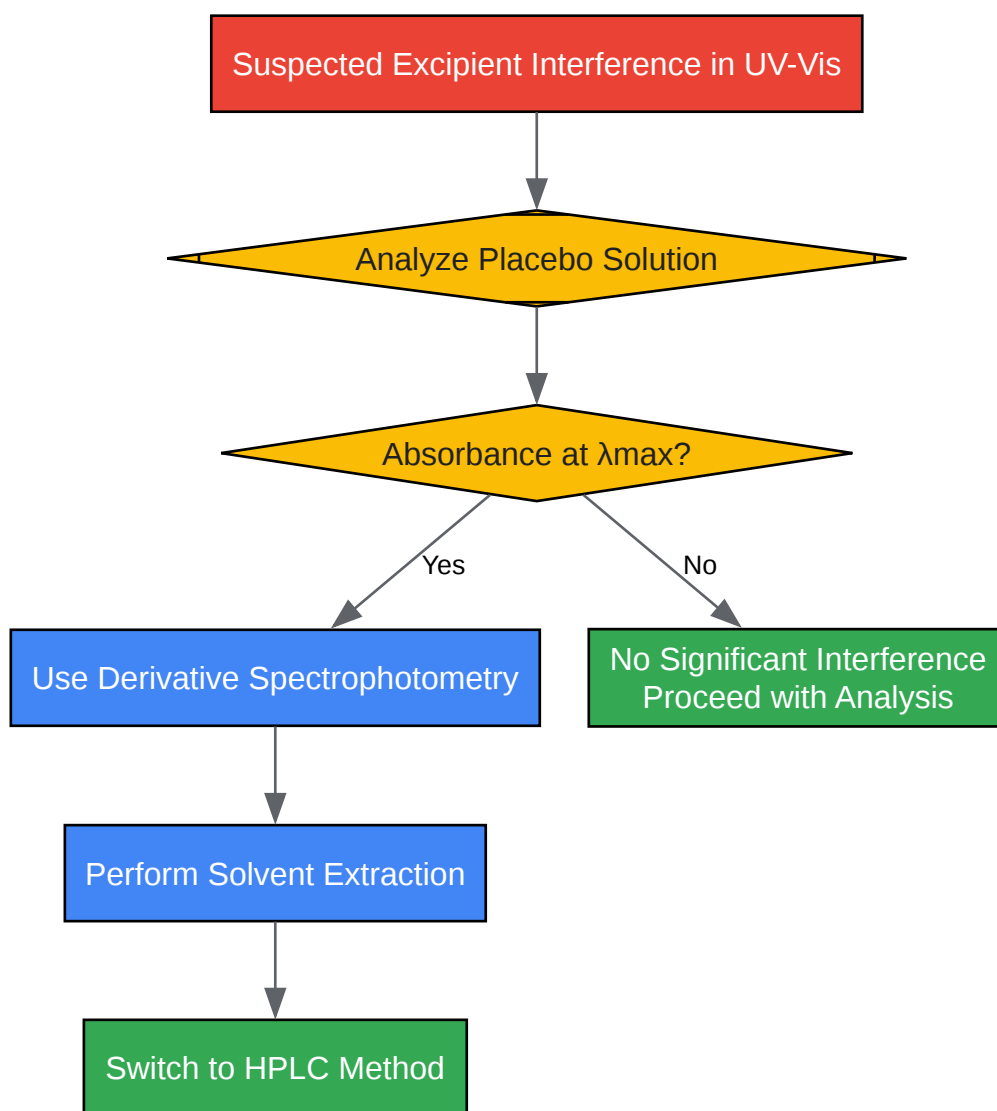 Suspected Excipient Interference in UV-Vis
Analyze Placebo Solution
Absorbance at λmax?
Yes
No
Use Derivative Spectrophotometry
No Significant Interference
Proceed with Analysis
Perform Solvent Extraction
Switch to HPLC Method